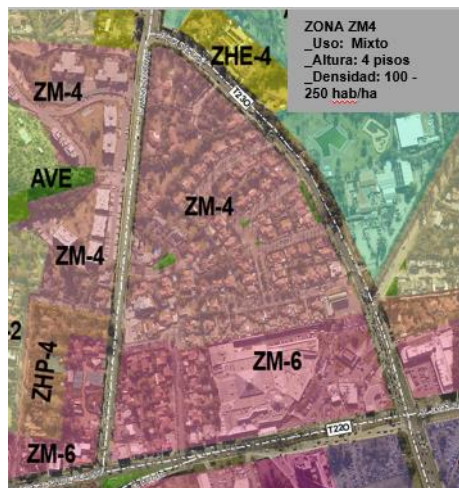 ZONA ZM4
_Uso: Mixto
_Altura: 4 pisos
_Densidad: 100 -
250 hab/ha
ZHE-4
ZM-4
T230
AVE
ZM-4
ZM-4
-2
ZHP-4
ZM-6
T220
ZM-6